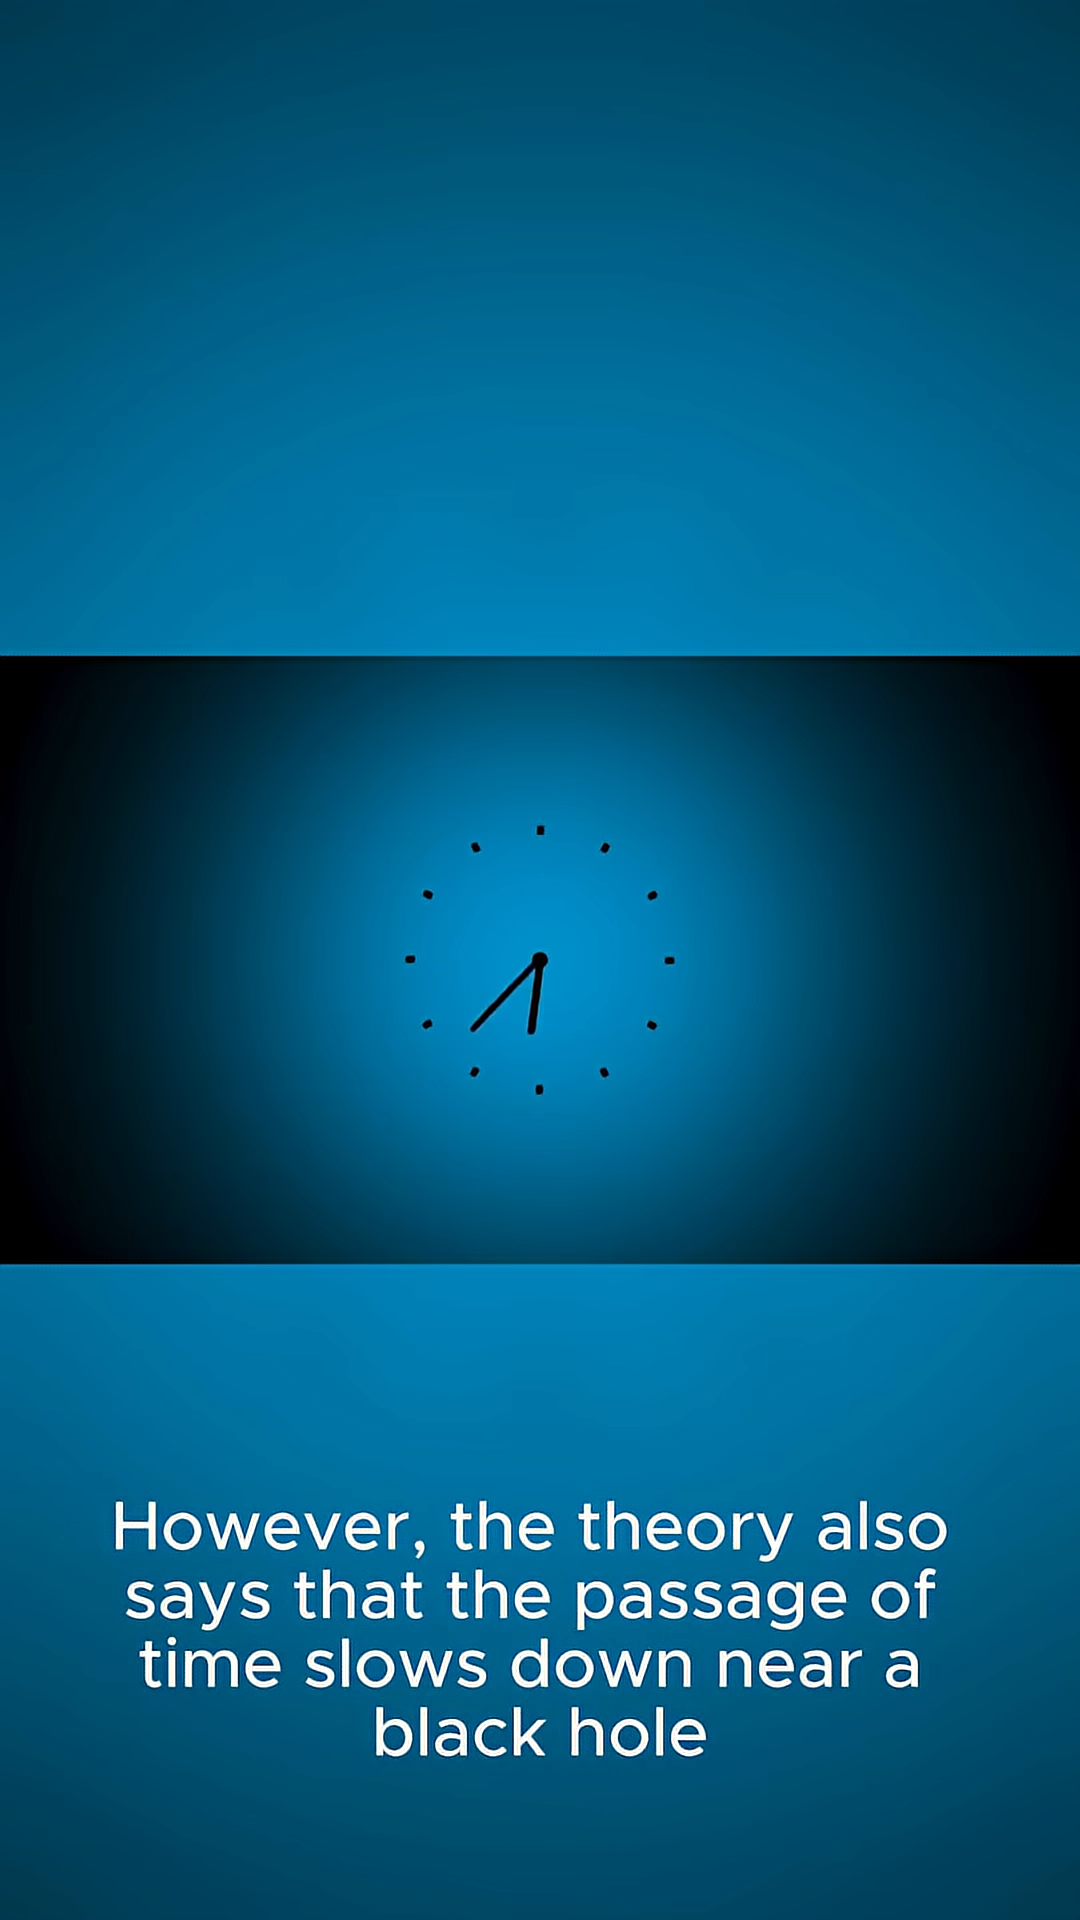 However, the theory also
says that the passage of
time slows down near a
black hole